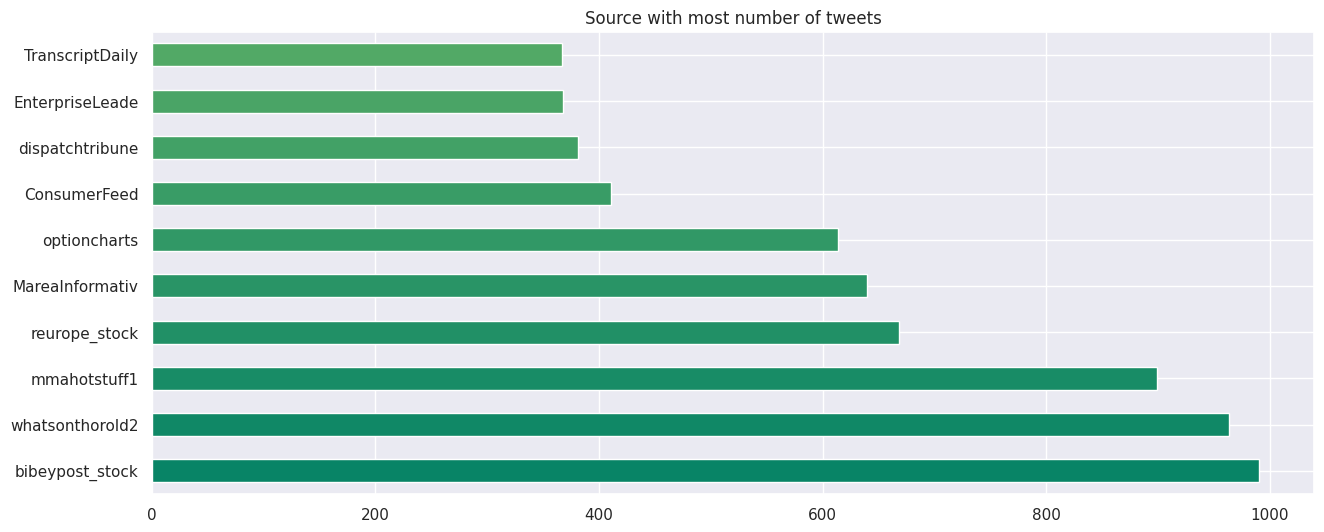 Source with most number of tweets
TranscriptDaily
EnterpriseLeade
dispatchtribune
ConsumerFeed
optioncharts
MareaInformativ
reurope_stock
mmahotstuff1
whatsonthorold2
bibeypost_stock
0 200 400 600 800 1000